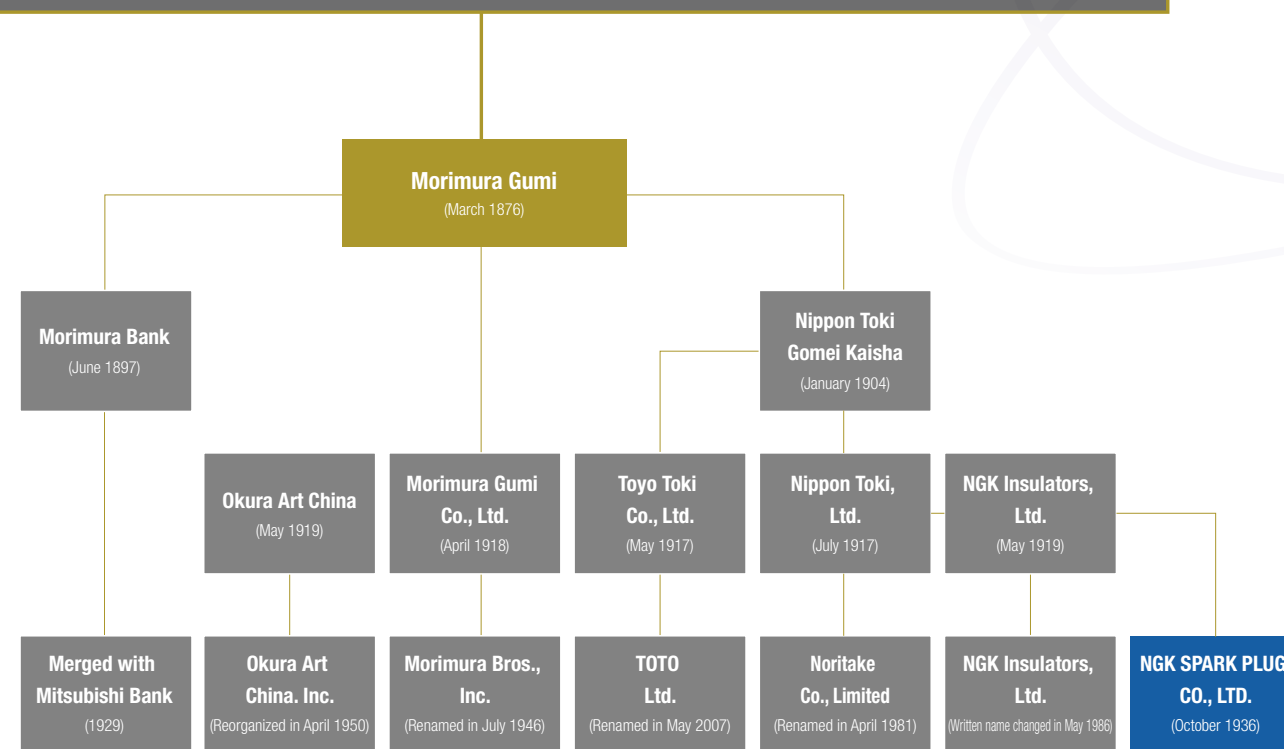 Morimura Gumi
(March 1876)
Morimura Bank
(June 1897)
Nippon Toki
Gomei Kaisha
(January 1904)
Okura Art China
(May 1919)
Morimura Gumi
Co., Ltd.
(April 1918)
Toyo Toki
Co., Ltd.
(May 1917)
Nippon Toki,
Ltd.
(July 1917)
NGK Insulators,
Ltd.
(May 1919)
Merged with
Mitsubishi Bank
(1929)
Okura Art
China. Inc.
(Reorganized in April 1950)
Morimura Bros.,
Inc.
(Renamed in July 1946)
TOTO
Ltd.
(Renamed in May 2007)
Noritake
Co., Limited
(Renamed in April 1981)
NGK Insulators,
Ltd.
(Written name changed in May 1986)
NGK SPARK PLUG
CO., LTD.
(October 1936)